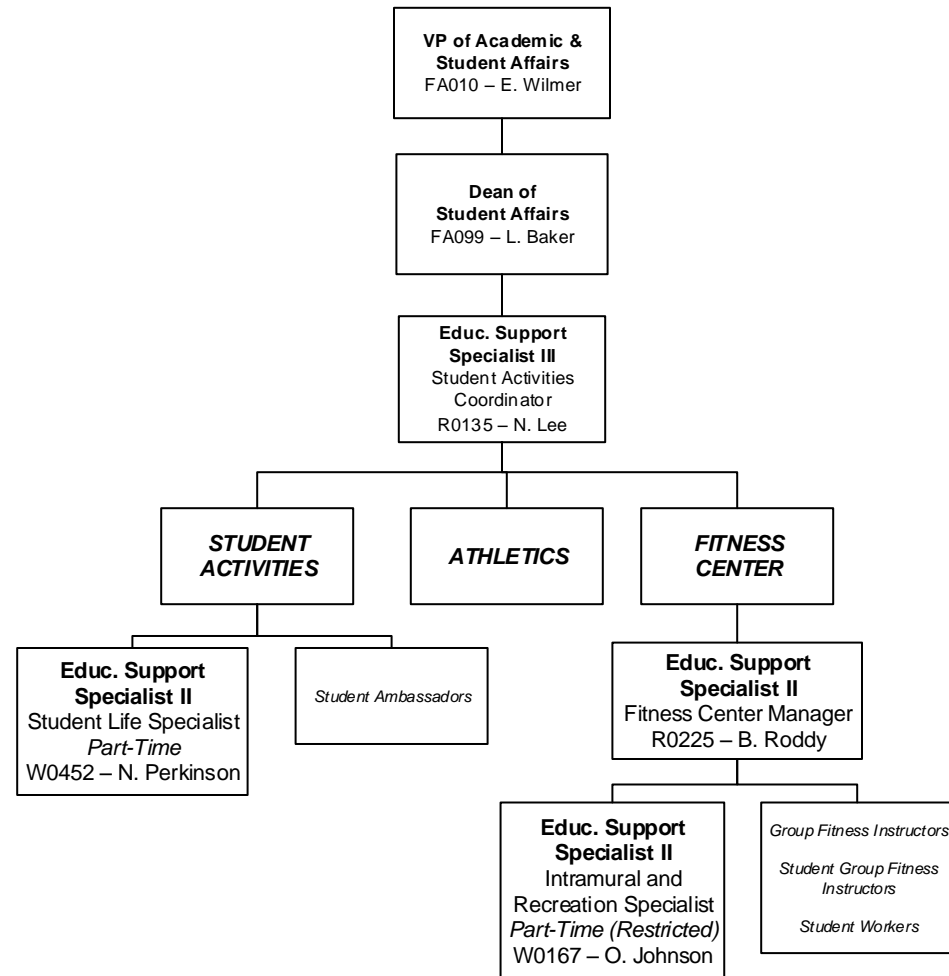 VP of Academic &
Student Affairs
FA010 – E. Wilmer
Dean of
Student Affairs
FA099 – L. Baker
Educ. Support
Specialist III
Student Activities
Coordinator
R0135 – N. Lee
STUDENT
ACTIVITIES
ATHLETICS
FITNESS
CENTER
Educ. Support
Specialist II
Student Life Specialist
Part-Time
W0452 – N. Perkinson
Student Ambassadors
Educ. Support
Specialist II
Fitness Center Manager
R0225 – B. Roddy
Educ. Support
Specialist II
Intramural and
Recreation Specialist
Part-Time (Restricted)
W0167 – O. Johnson
Group Fitness Instructors
Student Group Fitness
Instructors
Student Workers